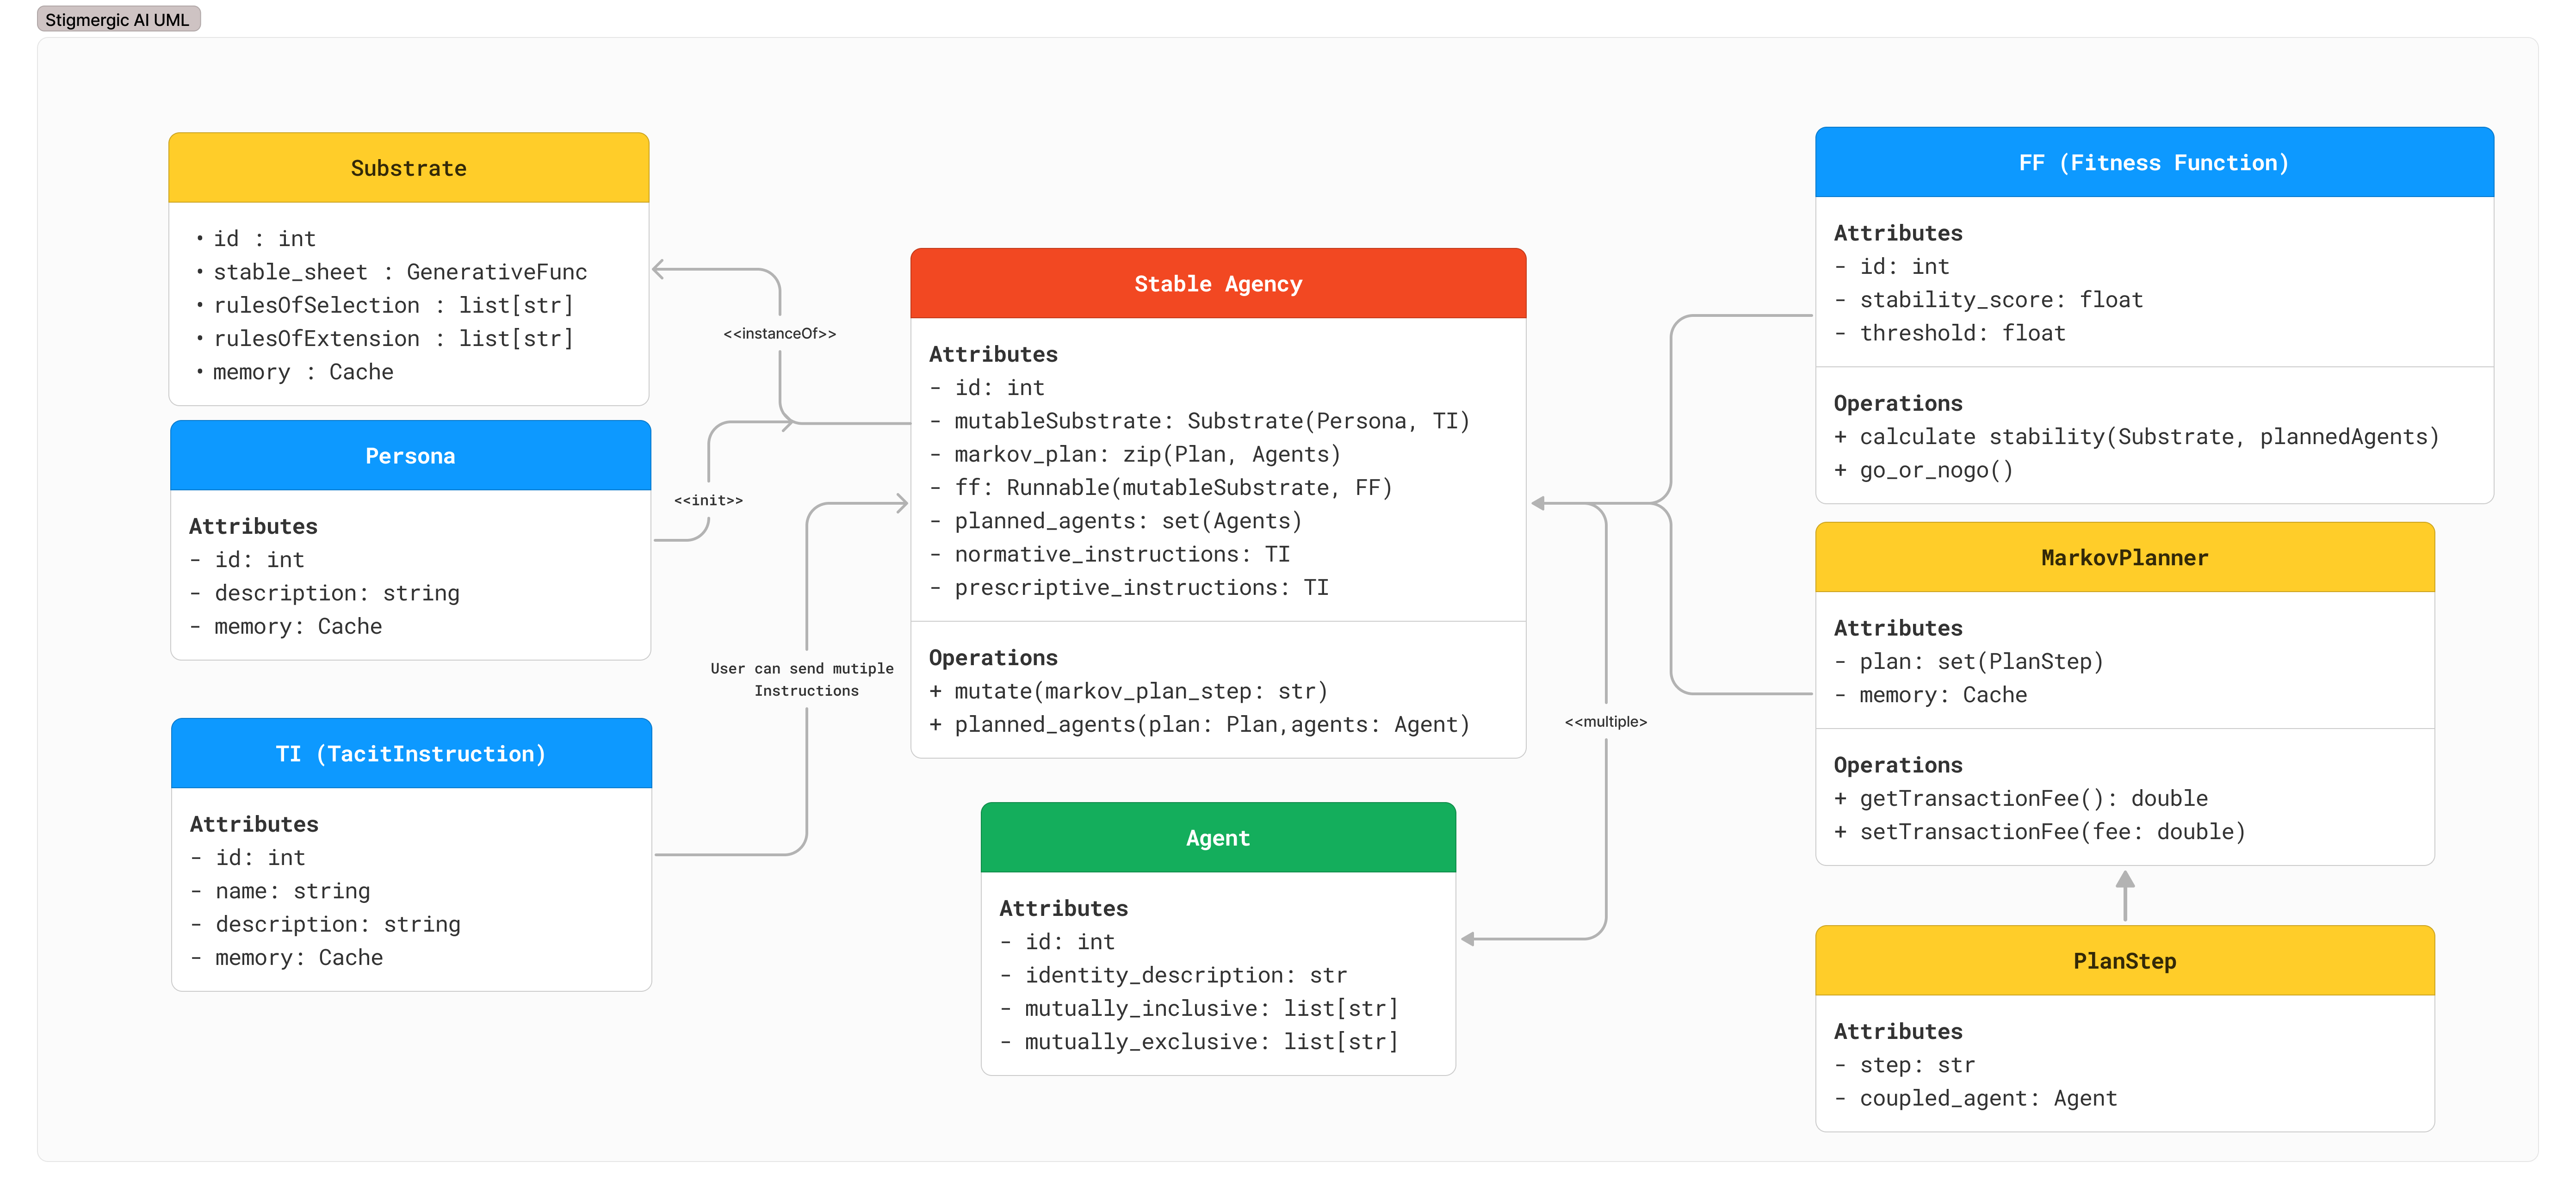 Stigmergic AI UML
Substrate
• id : int
• stable_sheet : GenerativeFunc
• rulesOfSelection : list[str]
• rulesOfExtension : list[str]
• memory : Cache
<<instanceOf>>
Persona
Attributes
- id: int
- description: string
- memory: Cache
<<init>>
TI (TacitInstruction)
Attributes
- id: int
- name: string
- description: string
- memory: Cache
User can send mutiple
Instructions
Stable Agency
Attributes
- id: int
- mutableSubstrate: Substrate(Persona, TI)
- markov_plan: zip(Plan, Agents)
- ff: Runnable(mutableSubstrate, FF)
- planned_agents: set(Agents)
- normative_instructions: TI
- prescriptive_instructions: TI
Operations
+ mutate(markov_plan_step: str)
+ planned_agents(plan: Plan,agents: Agent)
Agent
Attributes
- id: int
- identity_description: str
- mutually_inclusive: list[str]
- mutually_exclusive: list[str]
<<multiple>
FF (Fitness Function)
Attributes
- id: int
- stability_score: float
- threshold: float
Operations
+ calculate stability(Substrate, plannedAgents)
+ go_or_nogo()
MarkovPlanner
Attributes
- plan: set(PlanStep)
- memory: Cache
Operations
+ getTransactionFee(): double
+ setTransactionFee(fee: double)
PlanStep
Attributes
- step: str
- coupled_agent: Agent